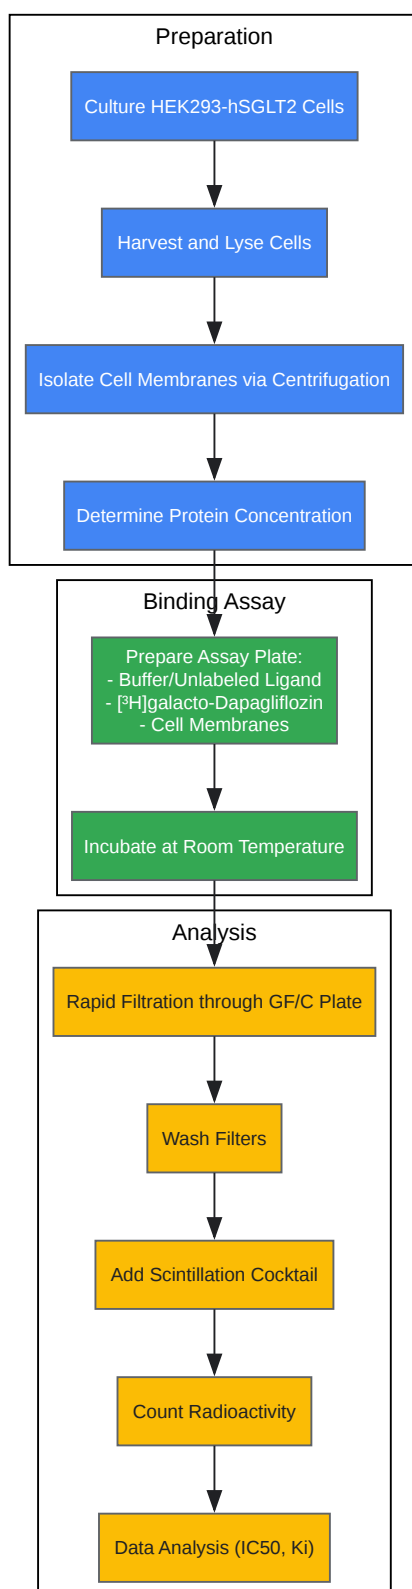 Preparation
Culture HEK293-hSGLT2 Cells
Harvest and Lyse Cells
Isolate Cell Membranes via Centrifugation
Determine Protein Concentration
Binding Assay
Prepare Assay Plate:
- Buffer/Unlabeled Ligand
- [³H]galacto-Dapagliflozin
- Cell Membranes
Incubate at Room Temperature
Analysis
Rapid Filtration through GF/C Plate
Wash Filters
Add Scintillation Cocktail
Count Radioactivity
Data Analysis (IC50, Ki)